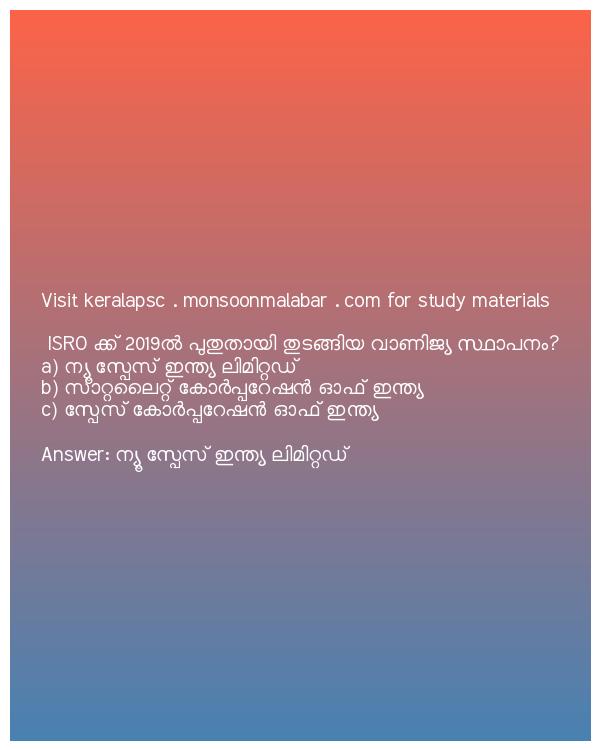 Visit keralapsc . monsoonmalabar . com for study materials
ISRO ക്ക് 2019ൽ പുതുതായി തുടങ്ങിയ വാണിജ്യ സ്ഥാപനം?
a) ന്യൂ സ്പേസ് ഇന്ത്യ ലിമിറ്റഡ്
b) സാറ്റലൈറ്റ് കോർപ്പറേഷൻ ഓഫ് ഇന്ത്യ
c) സ്പേസ് കോർപ്പറേഷൻ ഓഫ് ഇന്ത്യ
Answer: ന്യൂ സ്പേസ് ഇന്ത്യ ലിമിറ്റഡ്